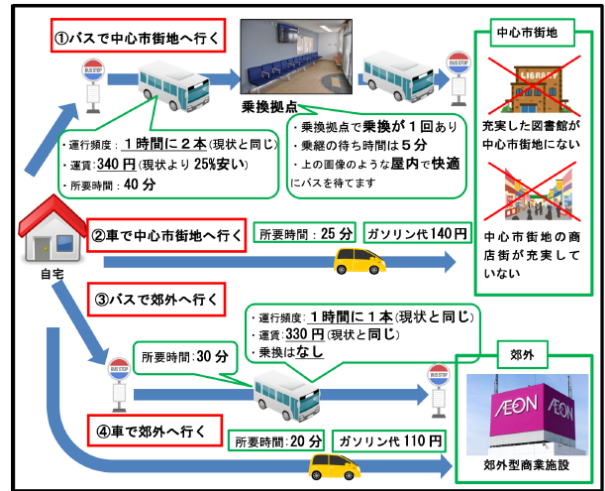 ①バスで中心市街地へ行く
中心市街地
BUS STOP
BUS STOP
LIBRARY
乗換拠点
充実した図書館が
中心市街地にない
・運行頻度：１時間に２本(現状と同じ)
・運賃：340円(現状より25%安い)
・所要時間：40分
・乗換拠点で乗換が１回あり
・乗継の待ち時間は５分
・上の画像のような屋内で快適
にバスを待てます
②車で中心市街地へ行く
所要時間：25分
ガソリン代140円
中心市街地の商
店街が充実して
いない
自宅
③バスで郊外へ行く
・運行頻度：１時間に１本(現状と同じ)
・運賃：330円(現状と同じ)
・乗換はなし
所要時間：30分
BUS STOP
BUS STOP
郊外
ÆON
ÆON
④車で郊外へ行く
所要時間：20分
ガソリン代110円
郊外型商業施設